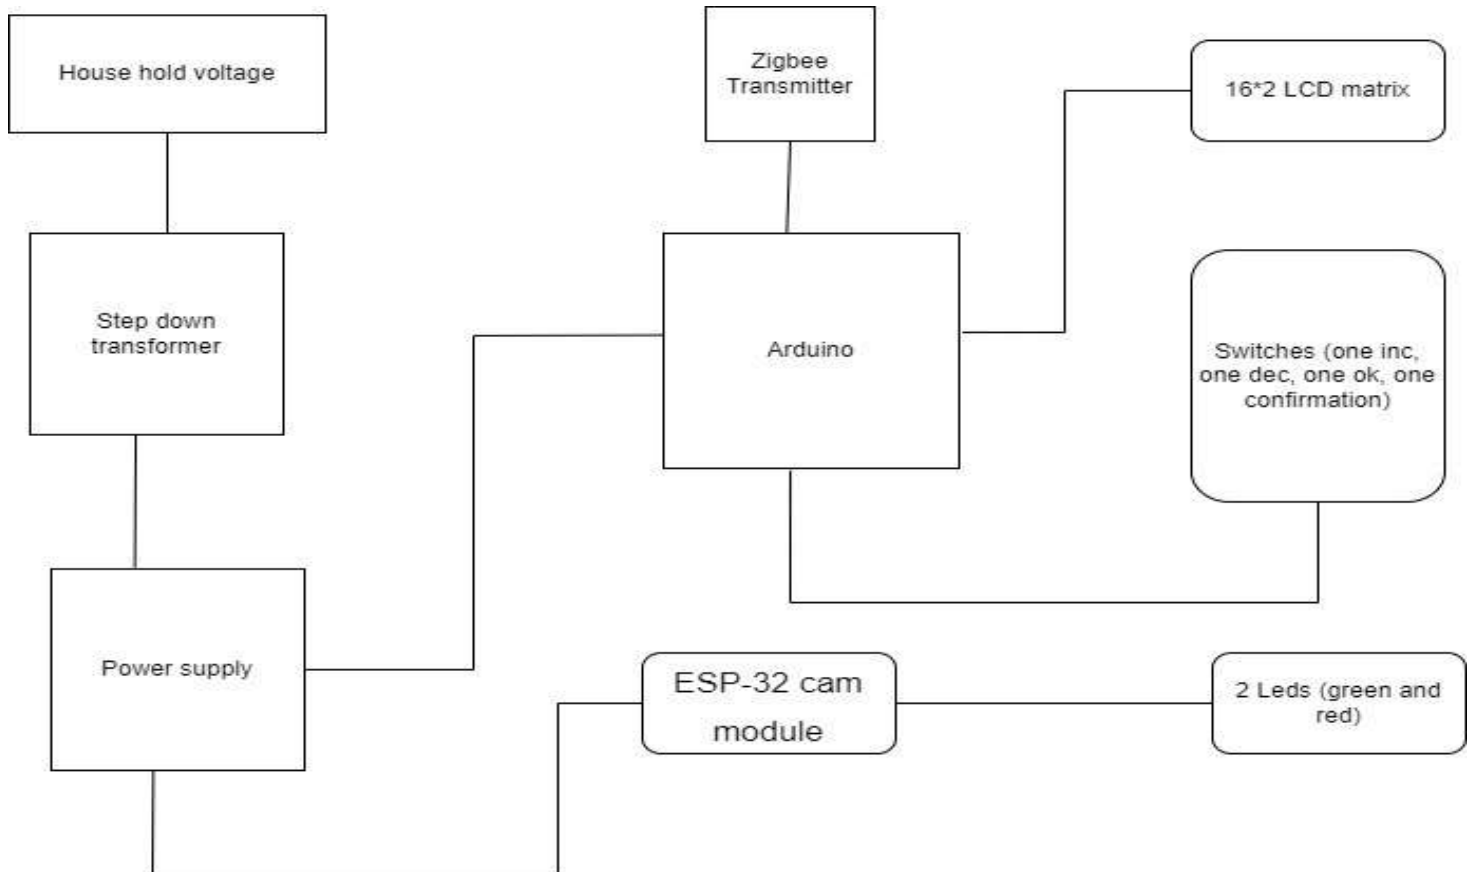 House hold voltage
Zigbee
Transmitter
16*2 LCD matrix
Step down
transformer
Arduino
Switches (one inc,
one dec, one ok, one
confirmation)
Power supply
ESP-32 cam
module
2 Leds (green and
red)